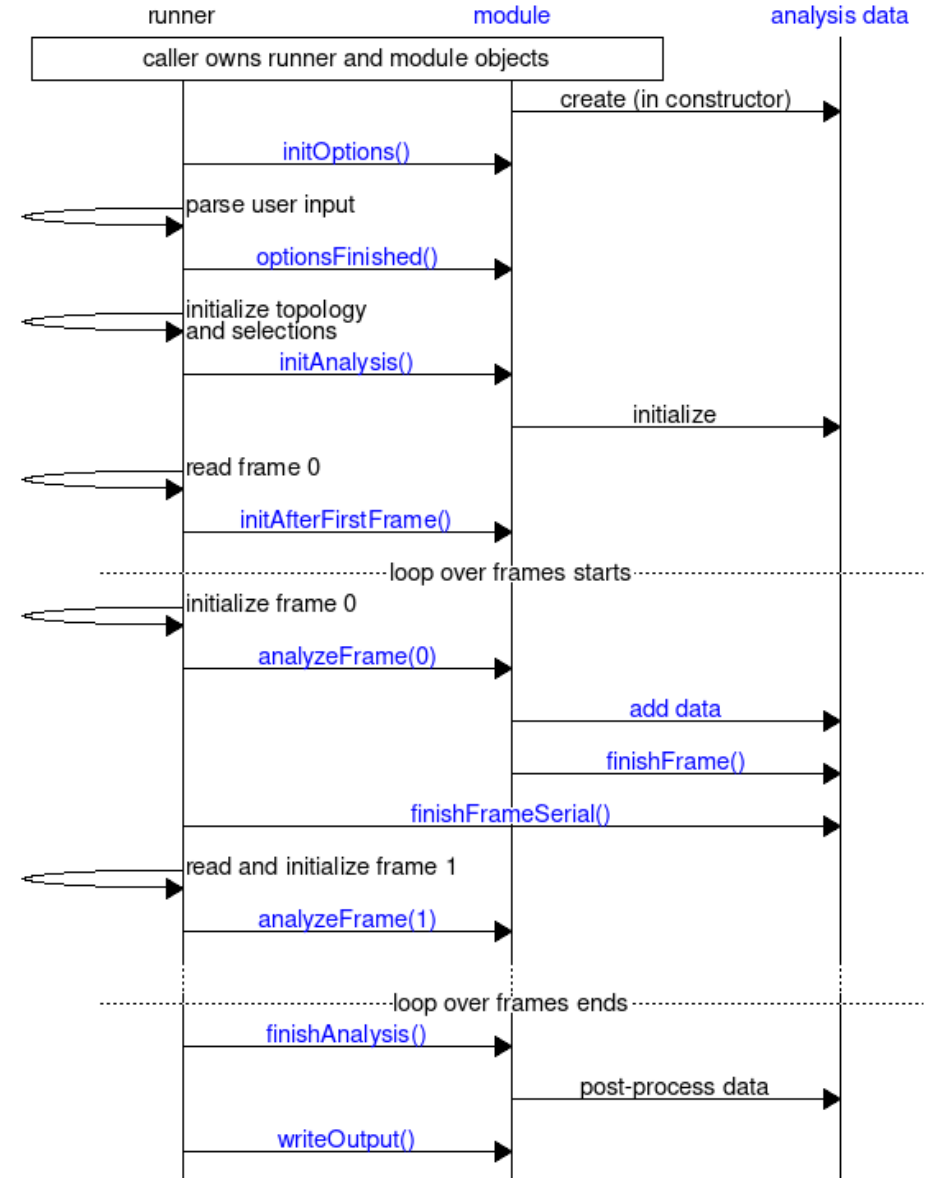 runner
module
analysis data
caller owns runner and module objects
create (in constructor)
initOptions()
parse user input
optionsFinished()
initialize topology
and selections
initAnalysis()
initialize
read frame 0
initAfterFirstFrame()
loop over frames starts
initialize frame 0
analyzeFrame(0)
add data
finishFrame()
finishFrameSerial()
read and initialize frame 1
analyzeFrame(1)
loop over frames ends
finishAnalysis()
post-process data
writeOutput()